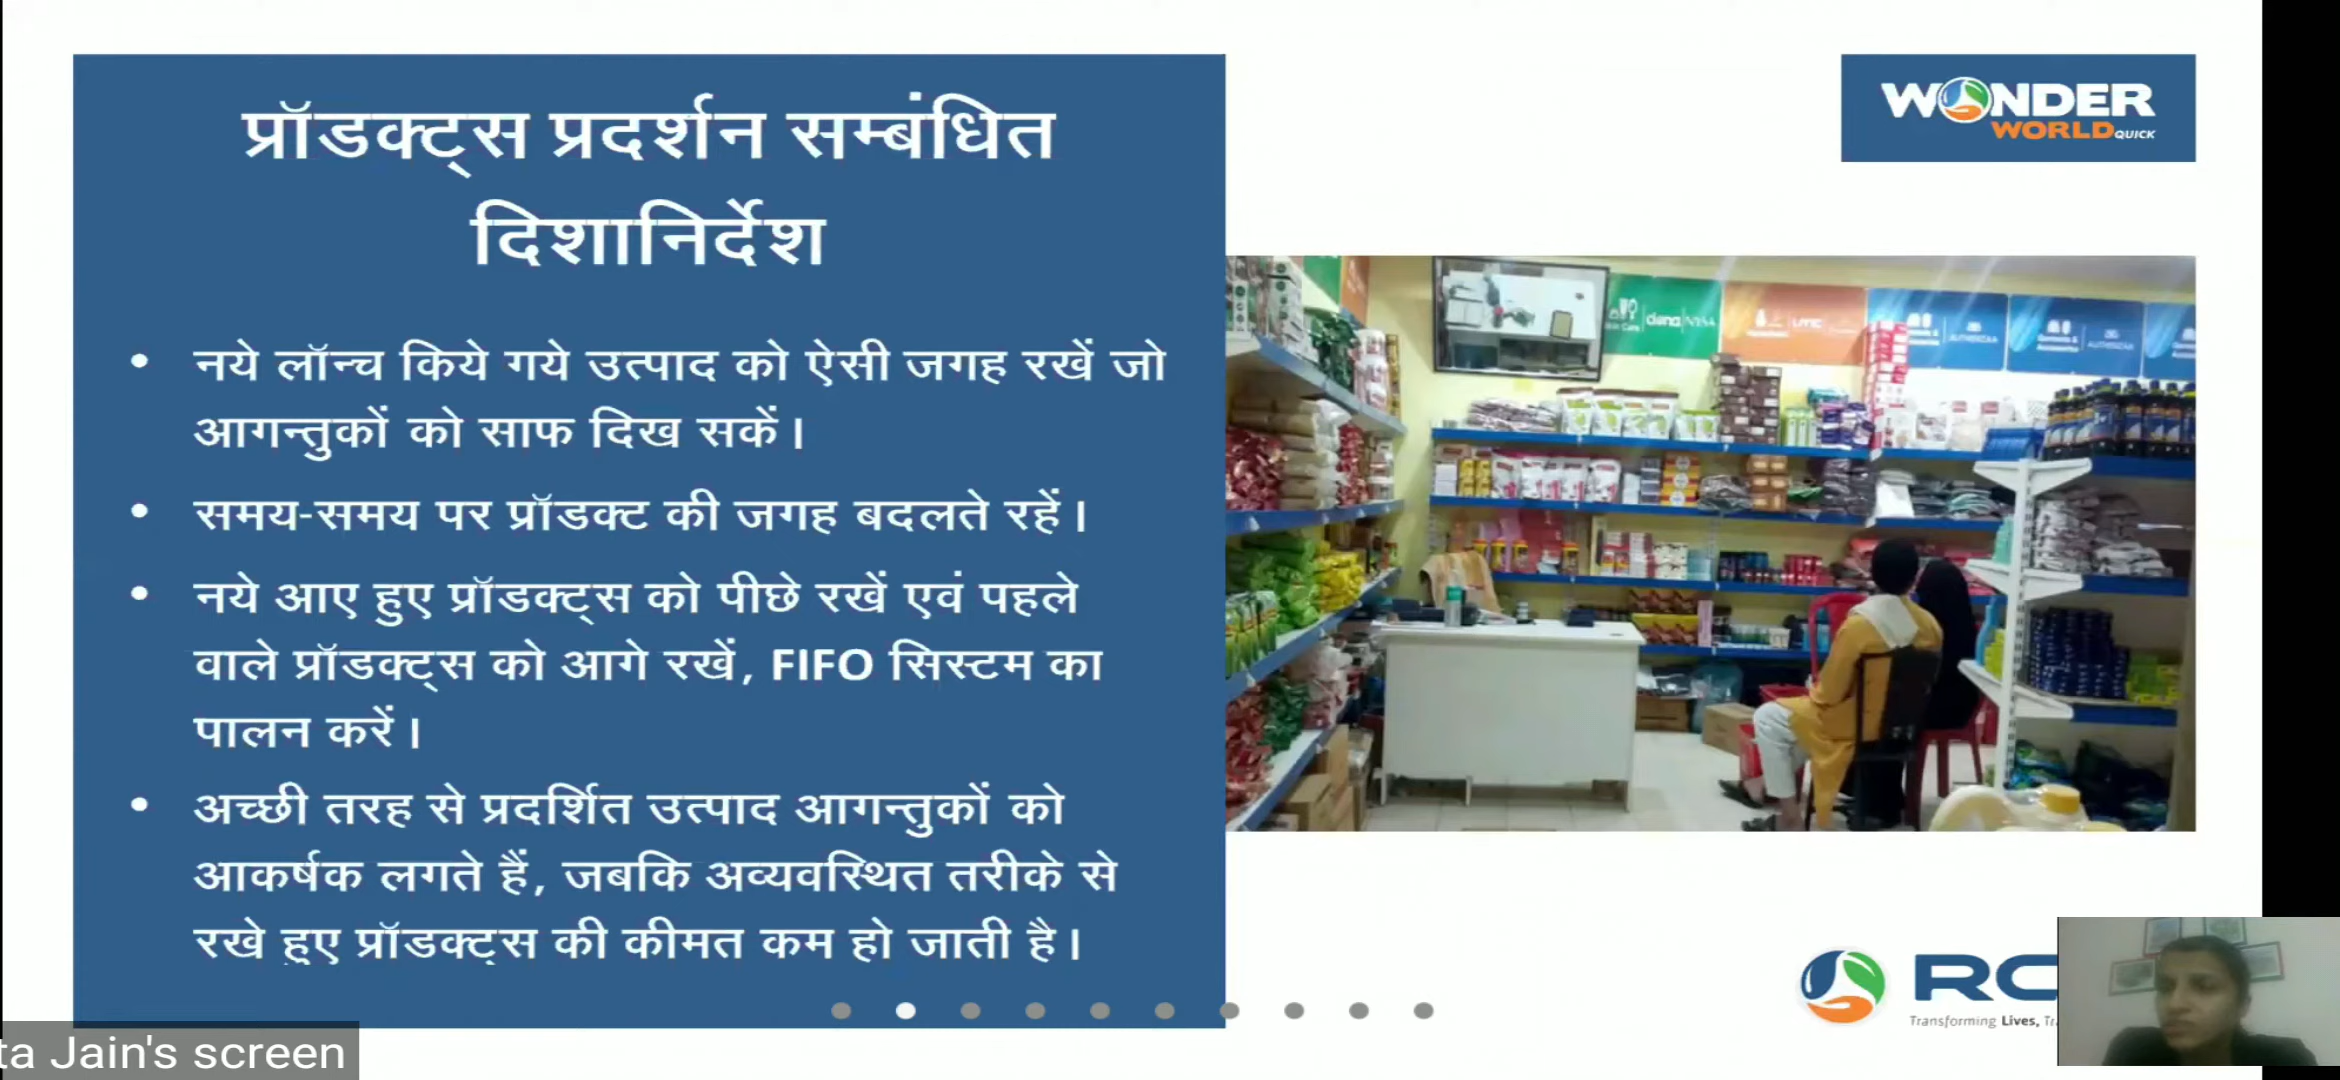 प्रॉडक्ट्स प्रदर्शन सम्बंधित
दिशानिर्देश
• नये लॉन्च किये गये उत्पाद को ऐसी जगह रखें जो
आगन्तुकों को साफ दिख सकें।
• समय-समय पर प्रॉडक्ट की जगह बदलते रहें।
• नये आए हुए प्रॉडक्ट्स को पीछे रखें एवं पहले
वाले प्रॉडक्ट्स को आगे रखें, FIFO सिस्टम का
पालन करें।
• अच्छी तरह से प्रदर्शित उत्पाद आगन्तुकों को
आकर्षक लगते हैं, जबकि अव्यवस्थित तरीके से
रखे हुए प्रॉडक्ट्स की कीमत कम हो जाती है।
WONDER
WORLD QUICK
RC
Transforming Lives,
ta Jain's screen